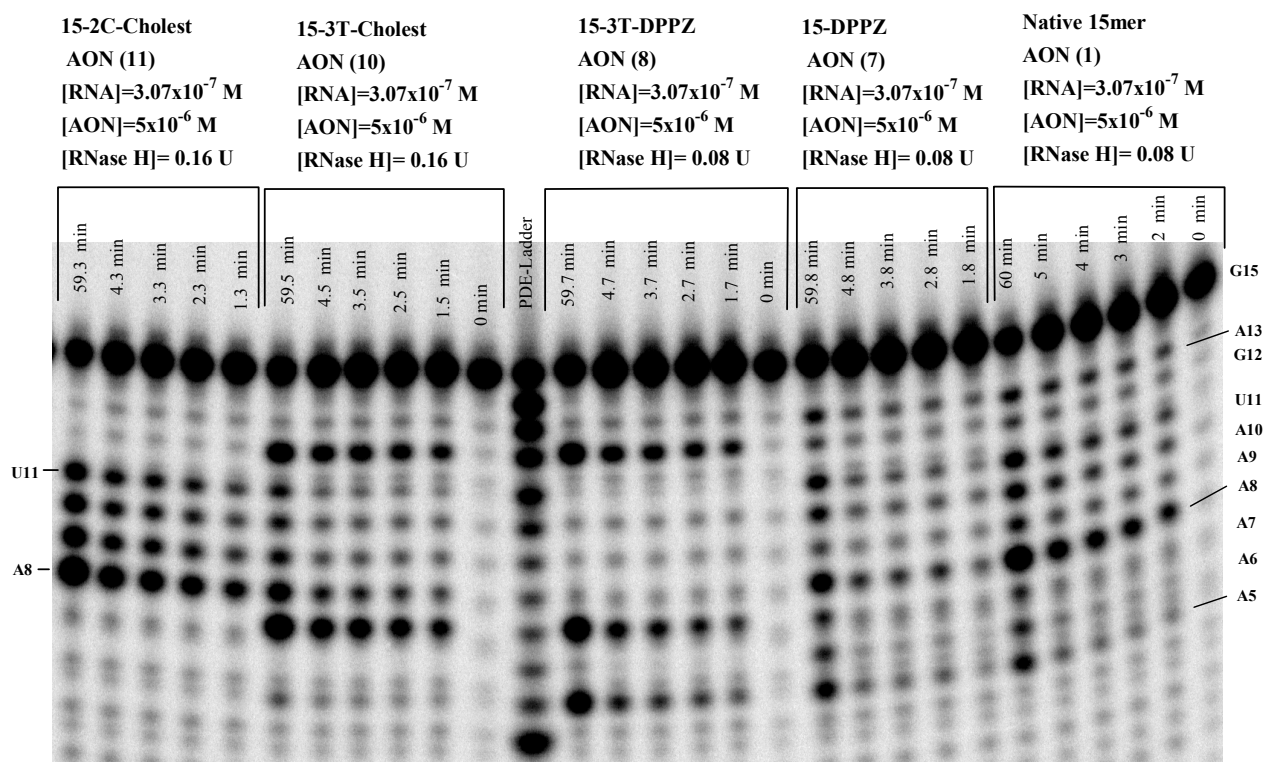 15-2C-Cholest
AON (11)
[RNA]=3.07x10-7 M
[AON]=5x10-6 M
[RNase H]= 0.16 U
15-3T-Cholest
AON (10)
[RNA]=3.07x10-7 M
[AON]=5x10-6 M
[RNase H]= 0.16 U
15-3T-DPPZ
AON (8)
[RNA]=3.07x10-7 M
[AON]=5x10-6 M
[RNase H]= 0.08 U
15-DPPZ
AON (7)
[RNA]=3.07x10-7 M
[AON]=5x10-6 M
[RNase H]= 0.08 U
Native 15mer
AON (1)
[RNA]=3.07x10-7 M
[AON]=5x10-6 M
[RNase H]= 0.08 U
59.3 min
4.3 min
3.3 min
2.3 min
1.3 min
59.5 min
4.5 min
3.5 min
2.5 min
1.5 min
0 min
PDE-Ladder
59.7 min
4.7 min
3.7 min
2.7 min
1.7 min
0 min
59.8 min
4.8 min
3.8 min
2.8 min
1.8 min
60 min
5 min
4 min
3 min
2 min
0 min
U11
A8
G15
A13
G12
U11
A10
A9
A8
A7
A6
A5